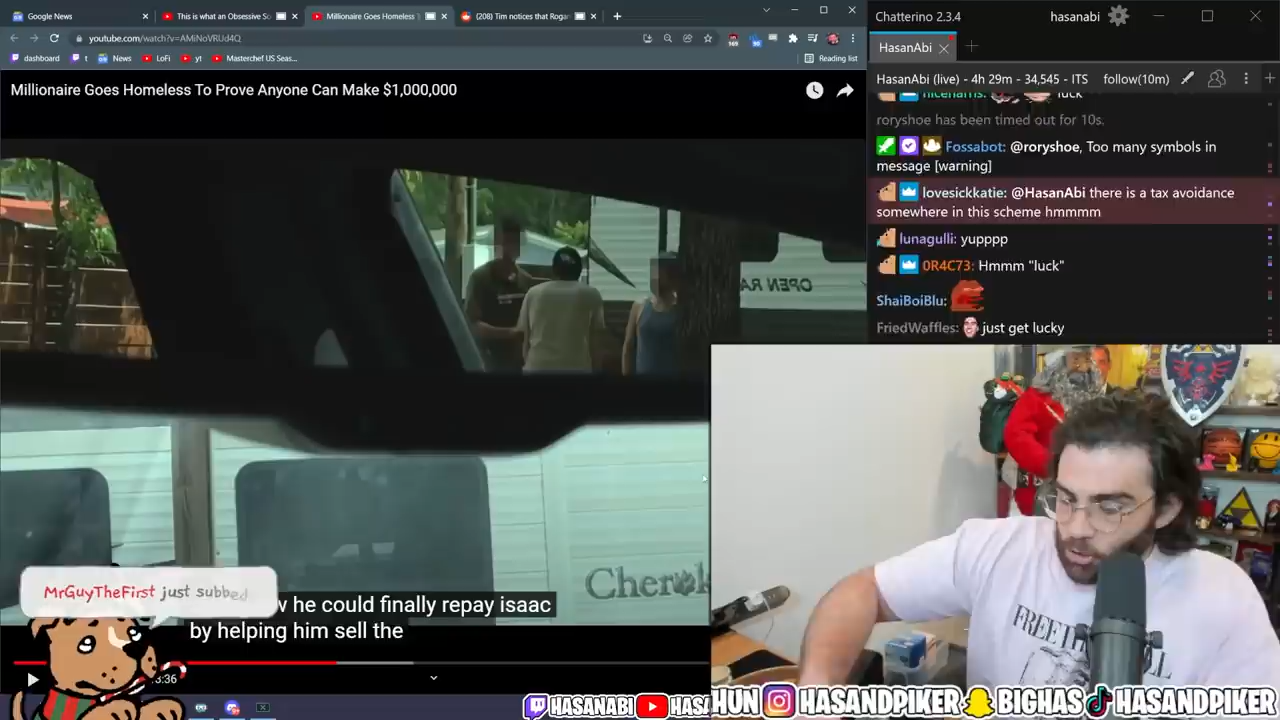 Google News
This is what an Obsessive So
Millionaire Goes Homeless T
(208) Tim notices that Rogan
youtube.com/watch?v=AMiNoVRUd4Q
dashboard
t
News
LoFi
yt
Masterchef US Seas...
Reading list
Millionaire Goes Homeless To Prove Anyone Can Make $1,000,000
OPEN RA
Cherok
w he could finally repay isaac
by helping him sell the
MrGuyTheFirst just subbed
3:36
Chatterino 2.3.4
hasanabi
HasanAbi
HasanAbi (live) - 4h 29m - 34,545 - ITS
follow(10m)
luck
roryshoe has been timed out for 10s.
Fossabot: @roryshoe, Too many symbols in
message [warning]
lovesickkatie: @HasanAbi there is a tax avoidance
somewhere in this scheme hmmmm
lunagulli: yupppp
0R4C73: Hmmm "luck"
ShaiBoiBlu:
FriedWaffles: just get lucky
HASANABI
HASA
HUN
HASANDPIKER
BIGHAS
HASANDPIKER